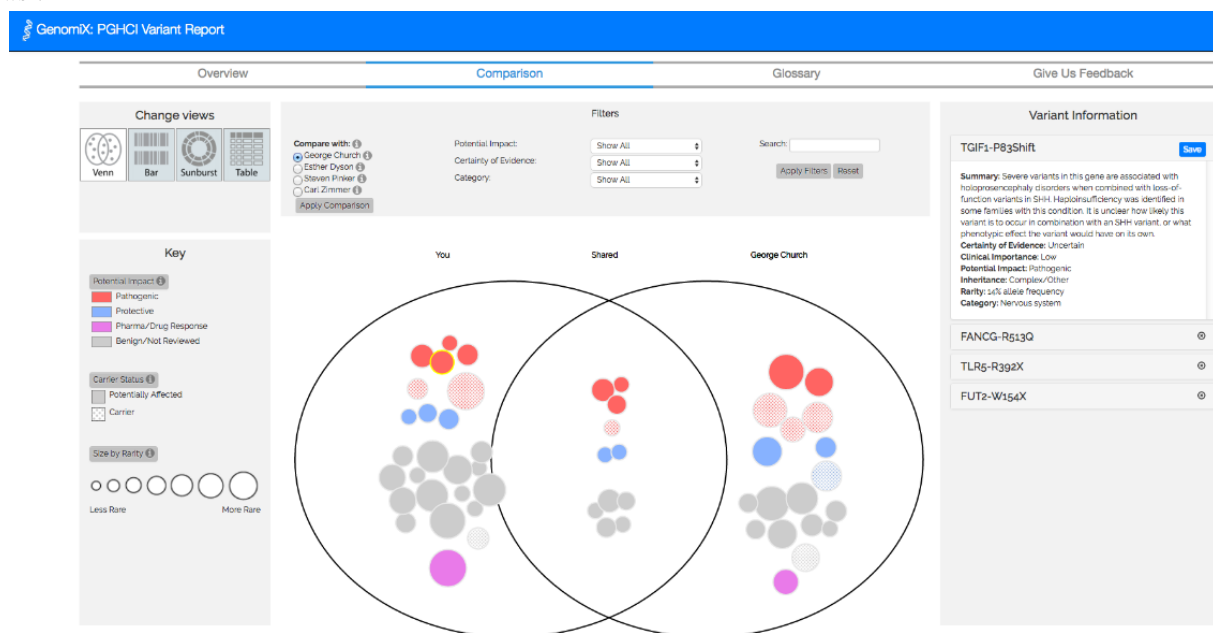 GenomiX: PGHCI Variant Report
Overview
Comparison
Glossary
Give Us Feedback
Change views
Venn
Bar
Sunburst
Table
Filters
Compare with:
George Church
Esther Dyson
Steven Pinker
Carl Zimmer
Apply Comparison
Potential Impact:
Show All
Certainty of Evidence:
Show All
Category:
Show All
Search:
Apply Filters
Reset
Key
Potential Impact
Pathogenic
Protective
Pharma/Drug Response
Benign/Not Reviewed
Carrier Status
Potentially Affected
Carrier
Size by Rarity
Less Rare
More Rare
You
Shared
George Church
Variant Information
TGIF1-P83Shift
Save
Summary: Severe variants in this gene are associated with
holoprosencephaly disorders when combined with loss-of-
function variants in SHH. Haploinsufficiency was identified in
some families with this condition. It is unclear how likely this
variant is to occur in combination with an SHH variant, or what
phenotypic effect the variant would have on its own.
Certainty of Evidence: Uncertain
Clinical Importance: Low
Potential Impact: Pathogenic
Inheritance: Complex/Other
Rarity: 14% allele frequency
Category: Nervous system
FANCG-R513Q
TLR5-R392X
FUT2-W154X